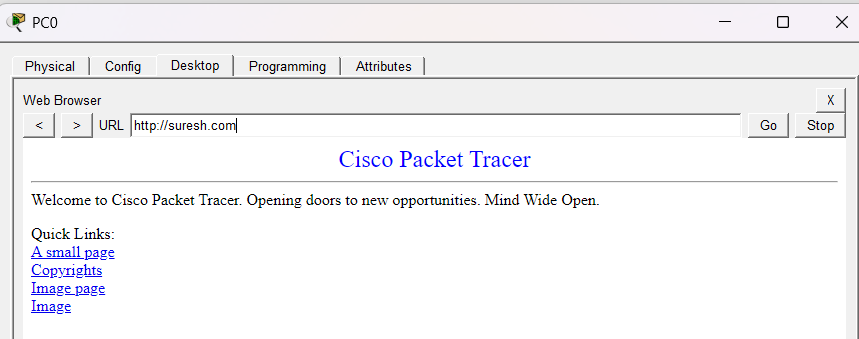 PC0
Physical Config Desktop Programming Attributes
Web Browser X
< > URL http://suresh.com Go Stop
Cisco Packet Tracer
Welcome to Cisco Packet Tracer. Opening doors to new opportunities. Mind Wide Open.
Quick Links:
A small page
Copyrights
Image page
Image